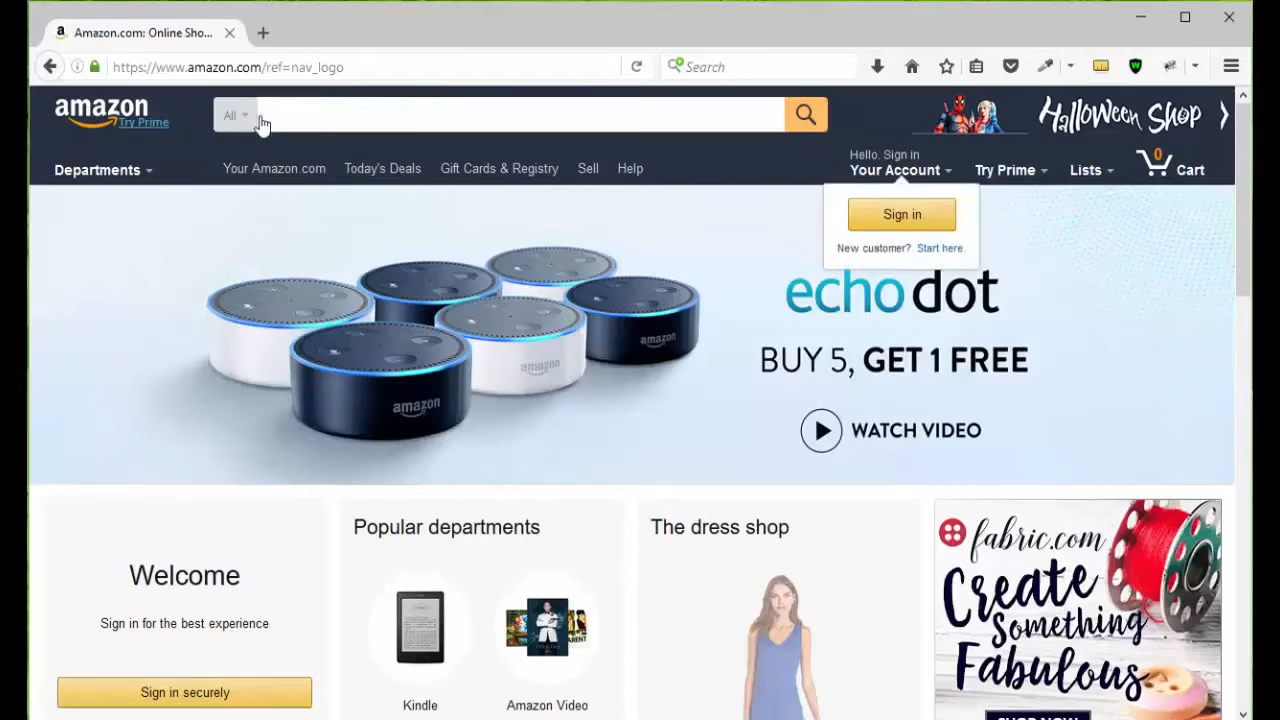 Amazon.com: Online Sho...
https://www.amazon.com/ref=nav_logo
Search
amazon
Try Prime
All
Halloween Shop
Departments
Your Amazon.com
Today's Deals
Gift Cards & Registry
Sell
Help
Hello. Sign in
Your Account
Try Prime
Lists
0
Cart
Sign in
New customer? Start here.
echo dot
BUY 5, GET 1 FREE
WATCH VIDEO
amazon
amazon
amazon
Welcome
Sign in for the best experience
Sign in securely
Popular departments
Kindle
Amazon Video
The dress shop
fabric.com
Create
Something
Fabulous
SHOP NOW